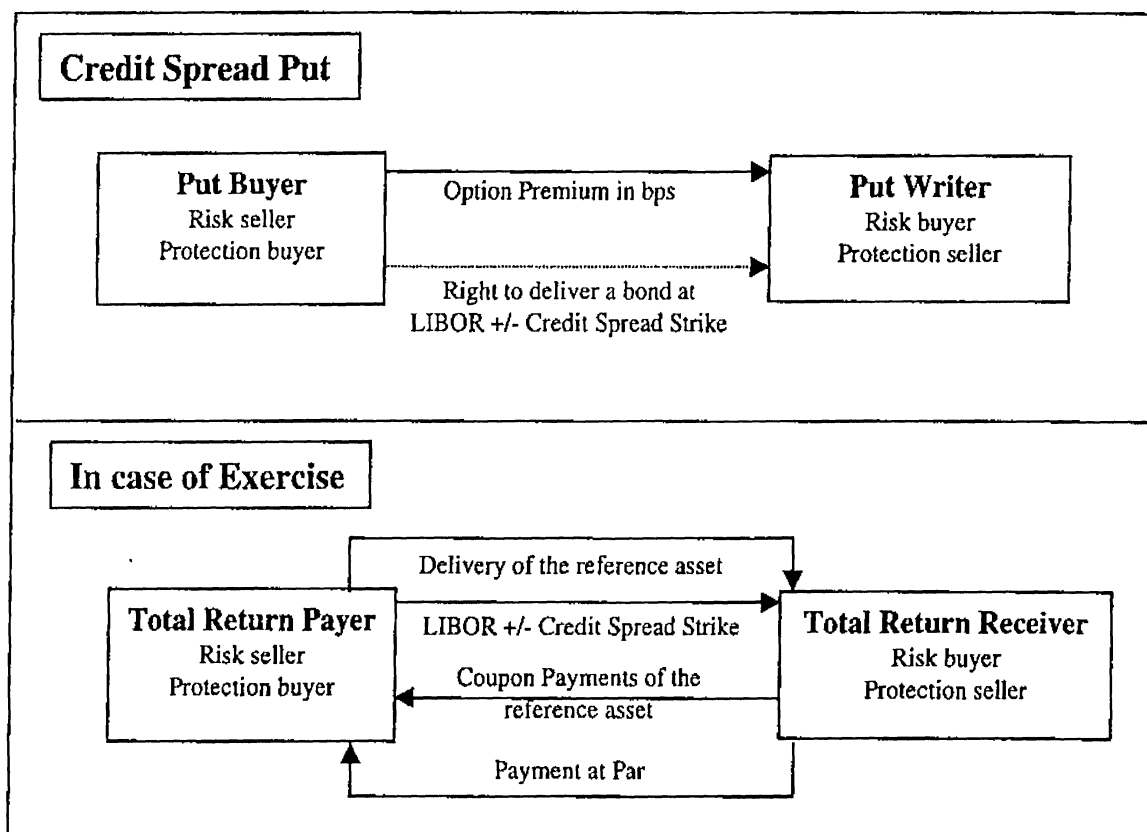 Credit Spread Put
Put Buyer
Risk seller
Protection buyer
Option Premium in bps
Right to deliver a bond at
LIBOR +/- Credit Spread Strike
Put Writer
Risk buyer
Protection seller
In case of Exercise
Delivery of the reference asset
Total Return Payer
Risk seller
Protection buyer
LIBOR +/- Credit Spread Strike
Coupon Payments of the
reference asset
Total Return Receiver
Risk buyer
Protection seller
Payment at Par